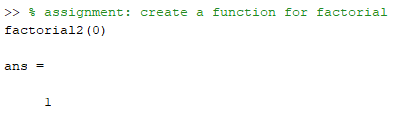 >> % assignment: create a function for factorial
factorial2(0)
ans =
1